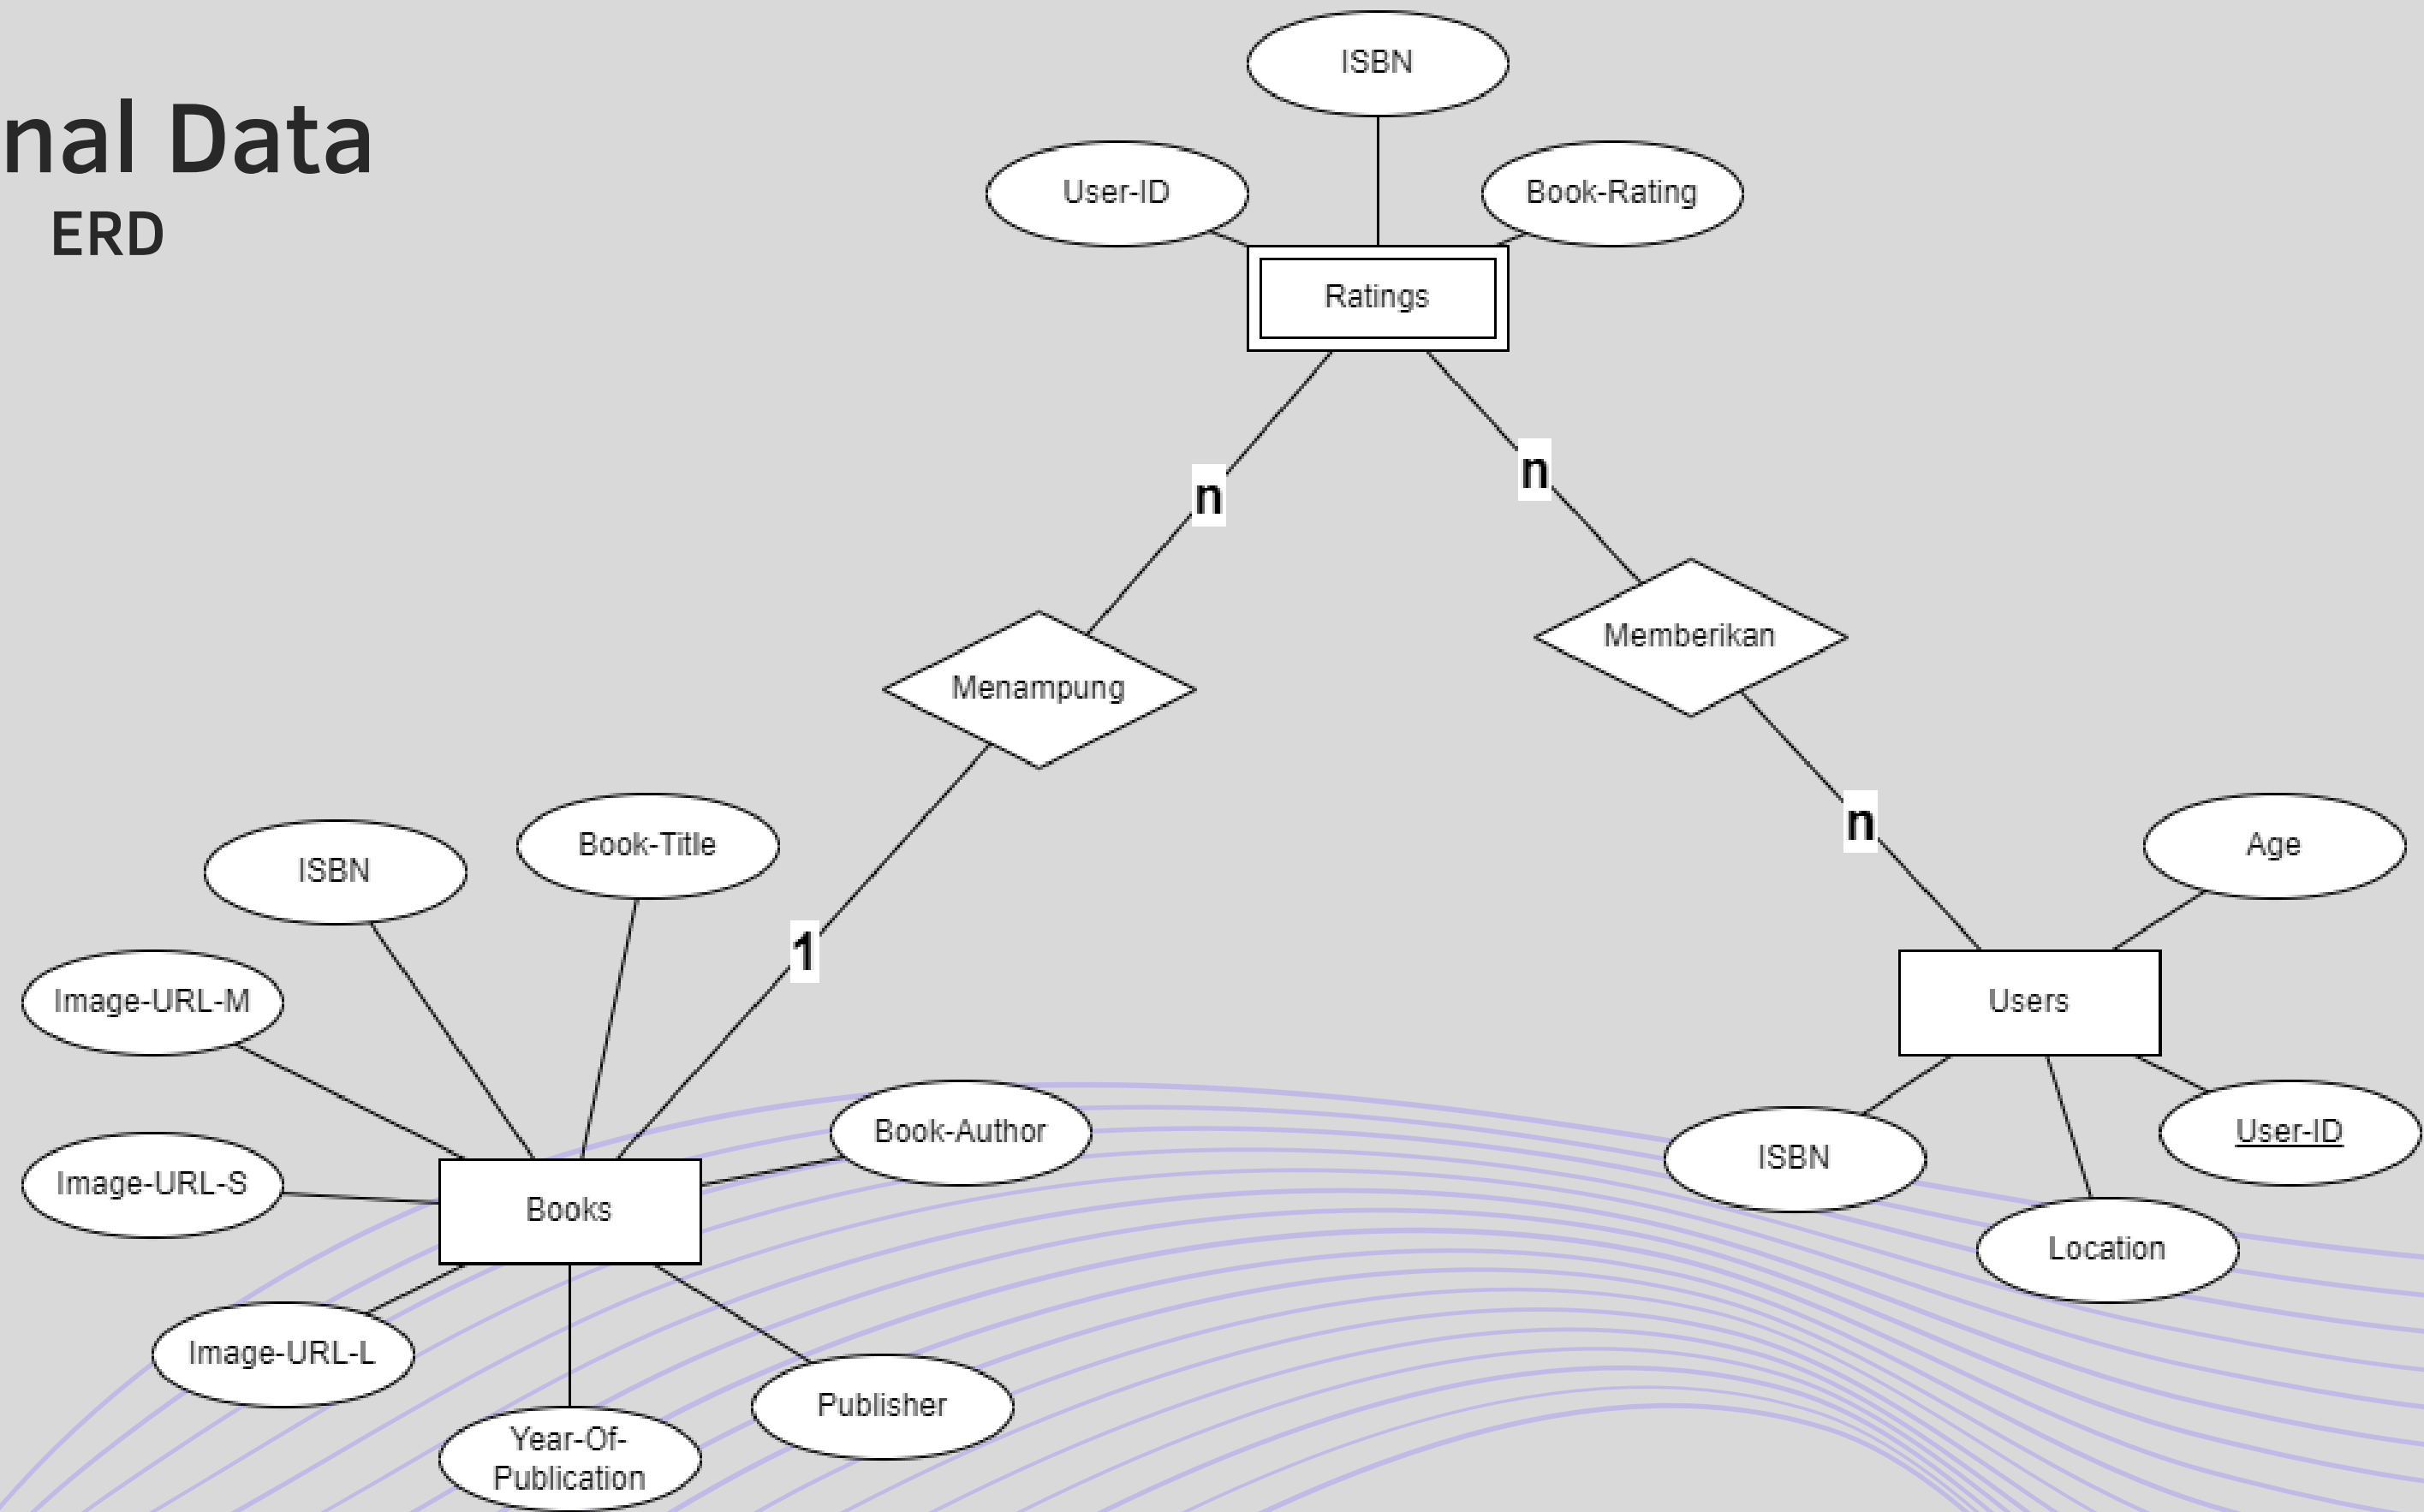 nal Data
ERD
ISBN
User-ID
Book-Rating
Ratings
n
n
Menampung
Memberikan
n
1
ISBN
Book-Title
Age
Image-URL-M
Users
Image-URL-S
Books
Book-Author
ISBN
User-ID
Location
Image-URL-L
Year-Of-
Publication
Publisher